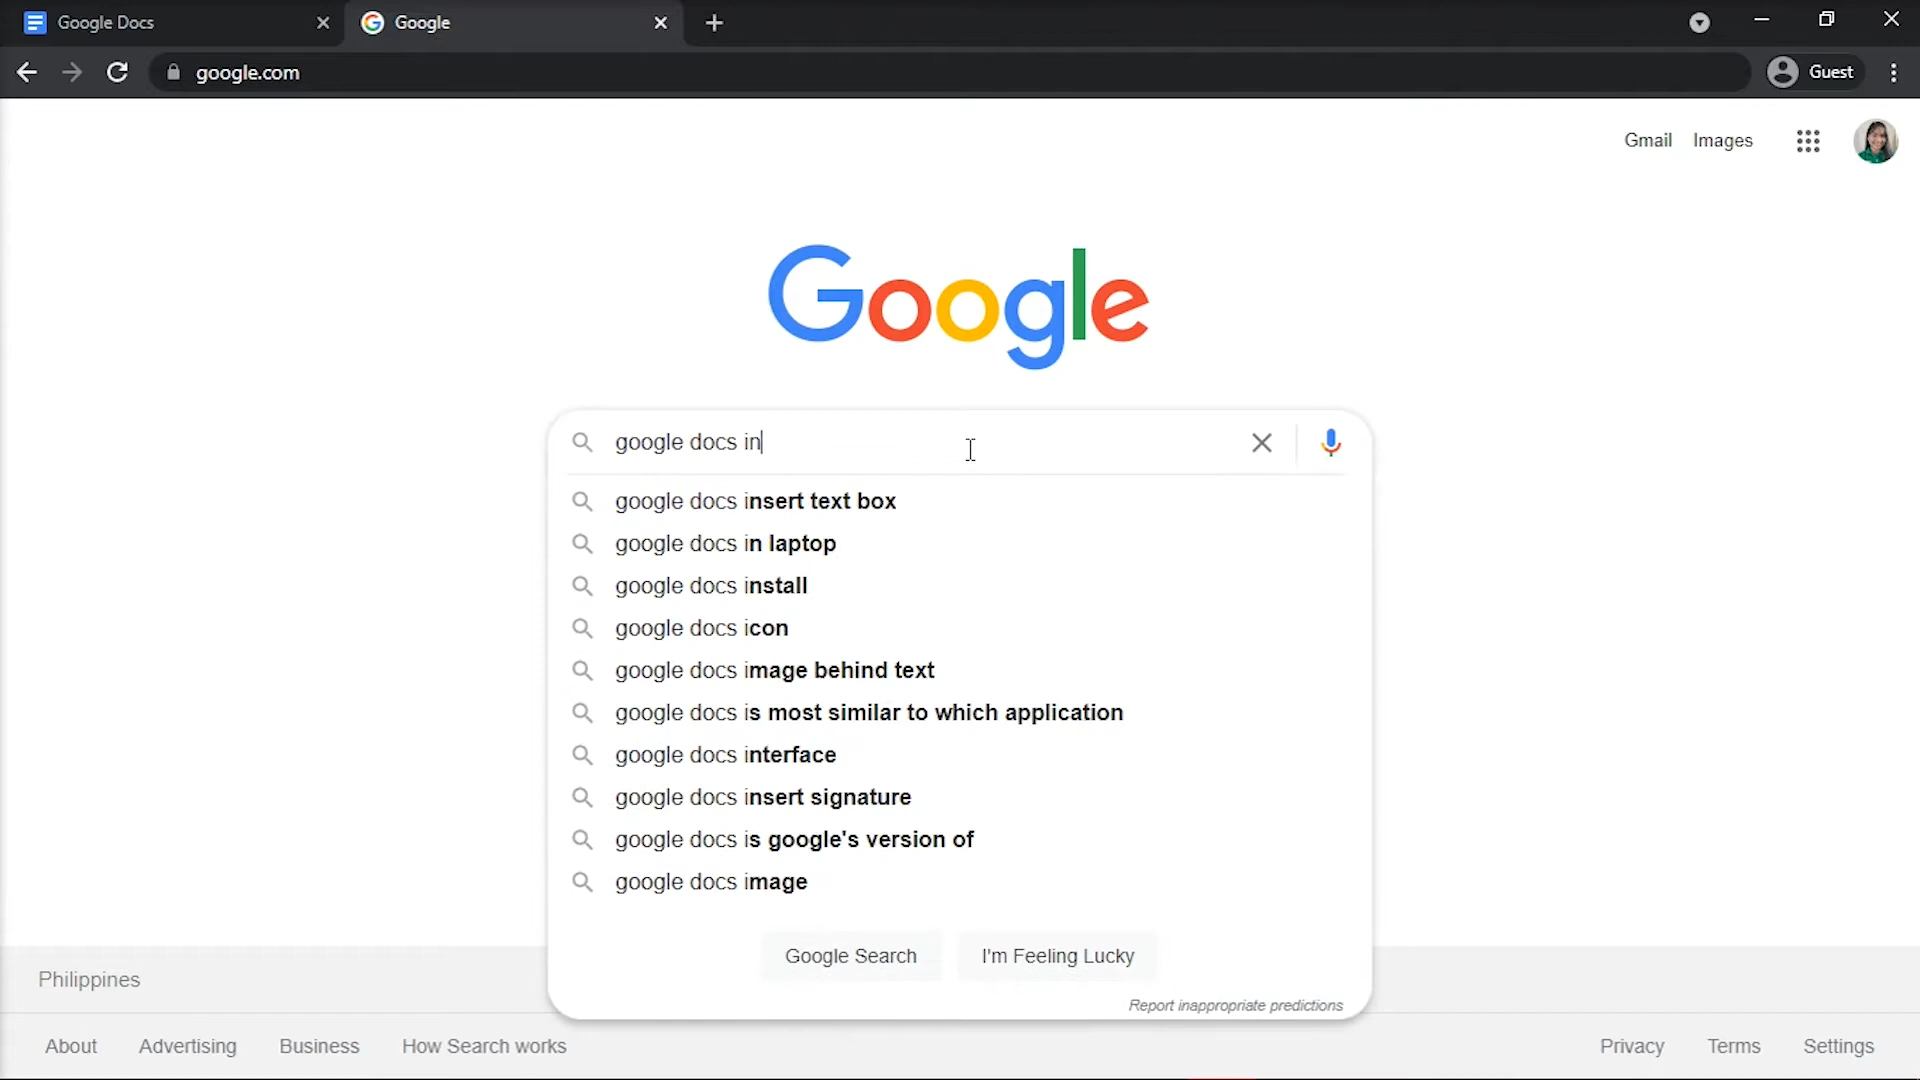 Google Docs
Google
google.com
Guest
Gmail Images
Google
google docs in
google docs insert text box
google docs in laptop
google docs install
google docs icon
google docs image behind text
google docs is most similar to which application
google docs interface
google docs insert signature
google docs is google's version of
google docs image
Google Search
I'm Feeling Lucky
Report inappropriate predictions
Philippines
About Advertising Business How Search works
Privacy Terms Settings